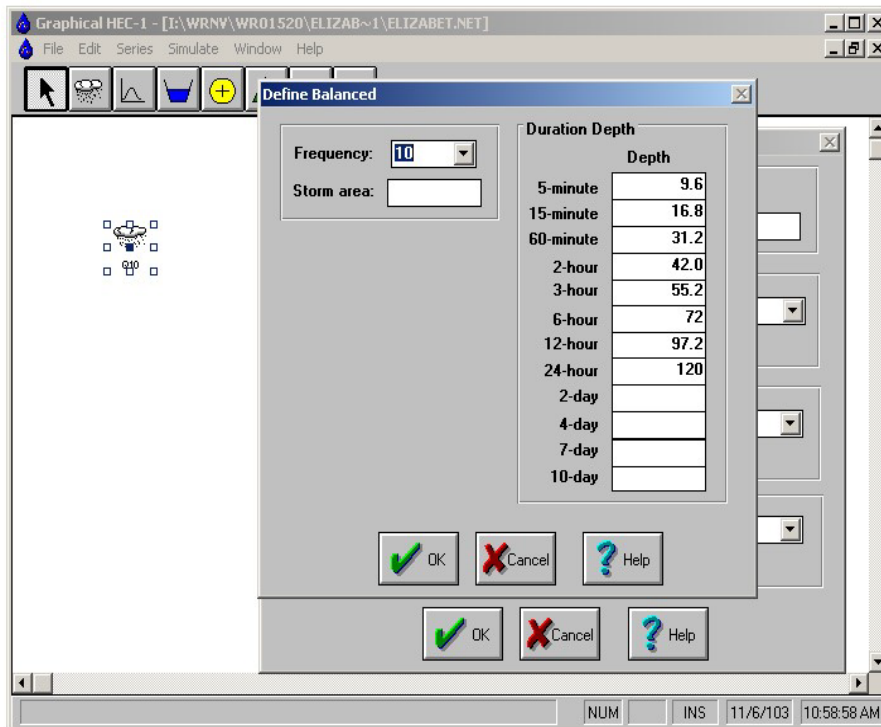 Graphical HEC-1 - [I:\WRNV\WR01520\ELIZAB~1\ELIZABET.NET]
File Edit Series Simulate Window Help
Define Balanced
Frequency: 10
Storm area:
Duration Depth
Depth
5-minute 9.6
15-minute 16.8
60-minute 31.2
2-hour 42.0
3-hour 55.2
6-hour 72
12-hour 97.2
24-hour 120
2-day
4-day
7-day
10-day
Q10
OK Cancel Help
OK Cancel Help
NUM INS 11/6/103 10:58:58 AM